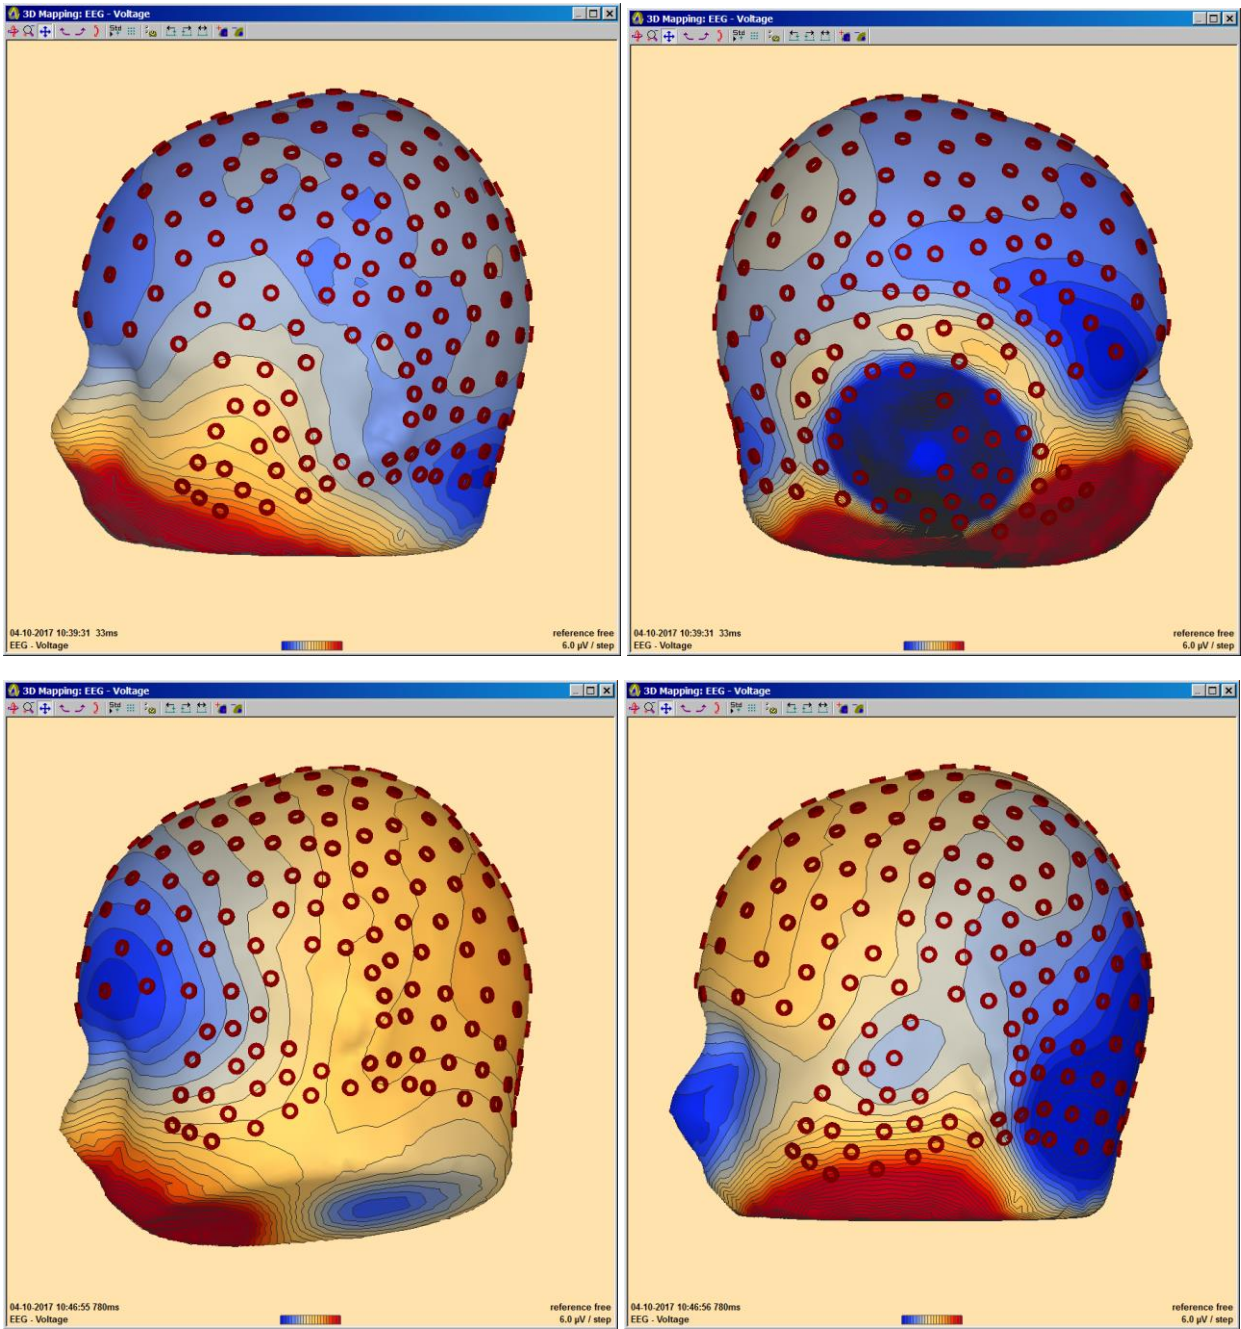 3D Mapping: EEG - Voltage
Std
04-10-2017 10:39:31 33ms
EEG - Voltage
reference free
6.0 µV / step
3D Mapping: EEG - Voltage
Std
04-10-2017 10:39:31 33ms
EEG - Voltage
reference free
6.0 µV / step
3D Mapping: EEG - Voltage
Std
04-10-2017 10:46:55 780ms
EEG - Voltage
reference free
6.0 µV / step
3D Mapping: EEG - Voltage
Std
04-10-2017 10:46:56 780ms
EEG - Voltage
reference free
6.0 µV / step